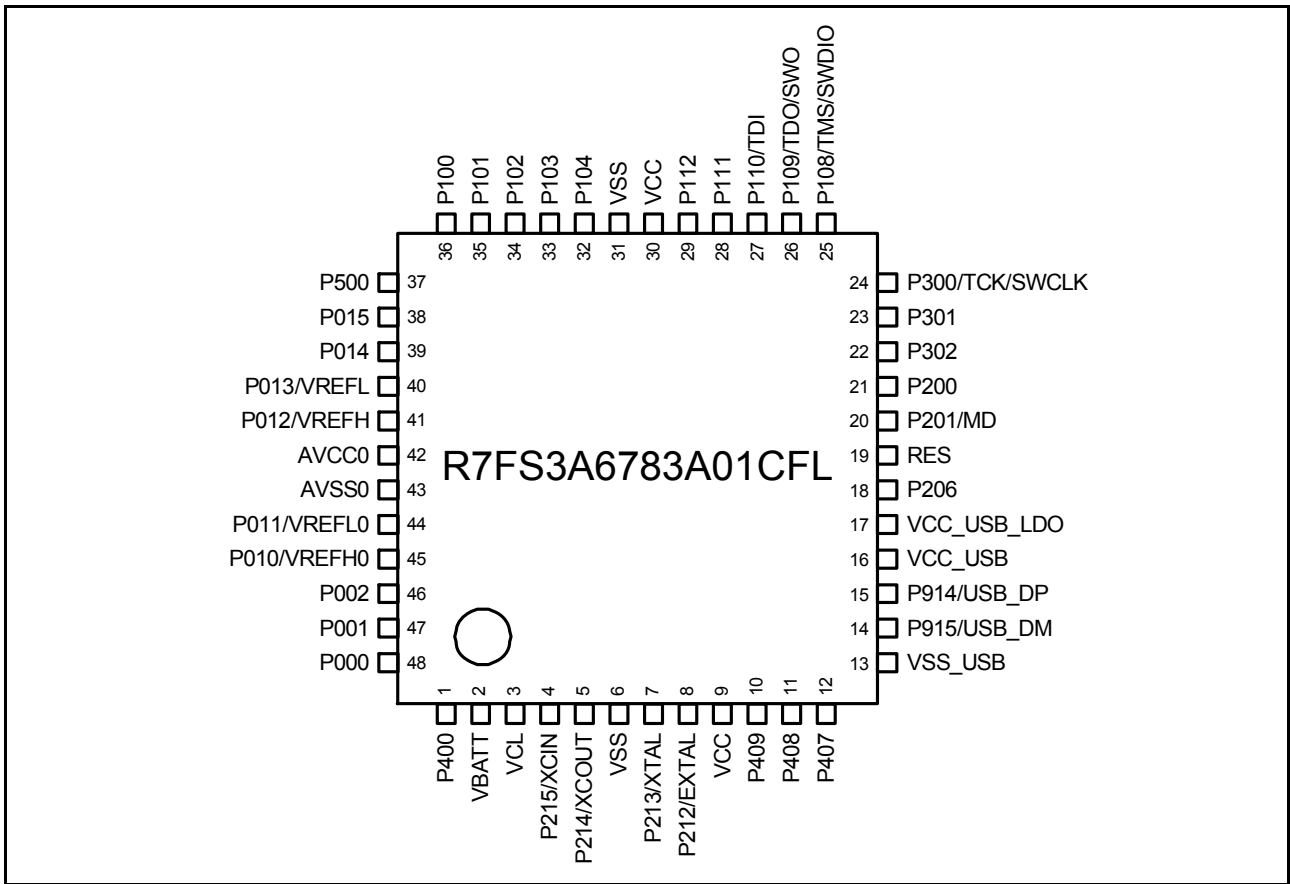 P100
P101
P102
P103
P104
VSS
VCC
P112
P111
P110/TDI
P109/TDO/SWO
P108/TMS/SWDIO
36
35
34
33
32
31
30
29
28
27
26
25
P500 37
P015 38
P014 39
P013/VREFL 40
P012/VREFH 41
AVCC0 42
AVSS0 43
P011/VREFL0 44
P010/VREFH0 45
P002 46
P001 47
P000 48
R7FS3A6783A01CFL
24 P300/TCK/SWCLK
23 P301
22 P302
21 P200
20 P201/MD
19 RES
18 P206
17 VCC_USB_LDO
16 VCC_USB
15 P914/USB_DP
14 P915/USB_DM
13 VSS_USB
1
2
3
4
5
6
7
8
9
10
11
12
P400
VBATT
VCL
P215/XCIN
P214/XCOUT
VSS
P213/XTAL
P212/EXTAL
VCC
P409
P408
P407